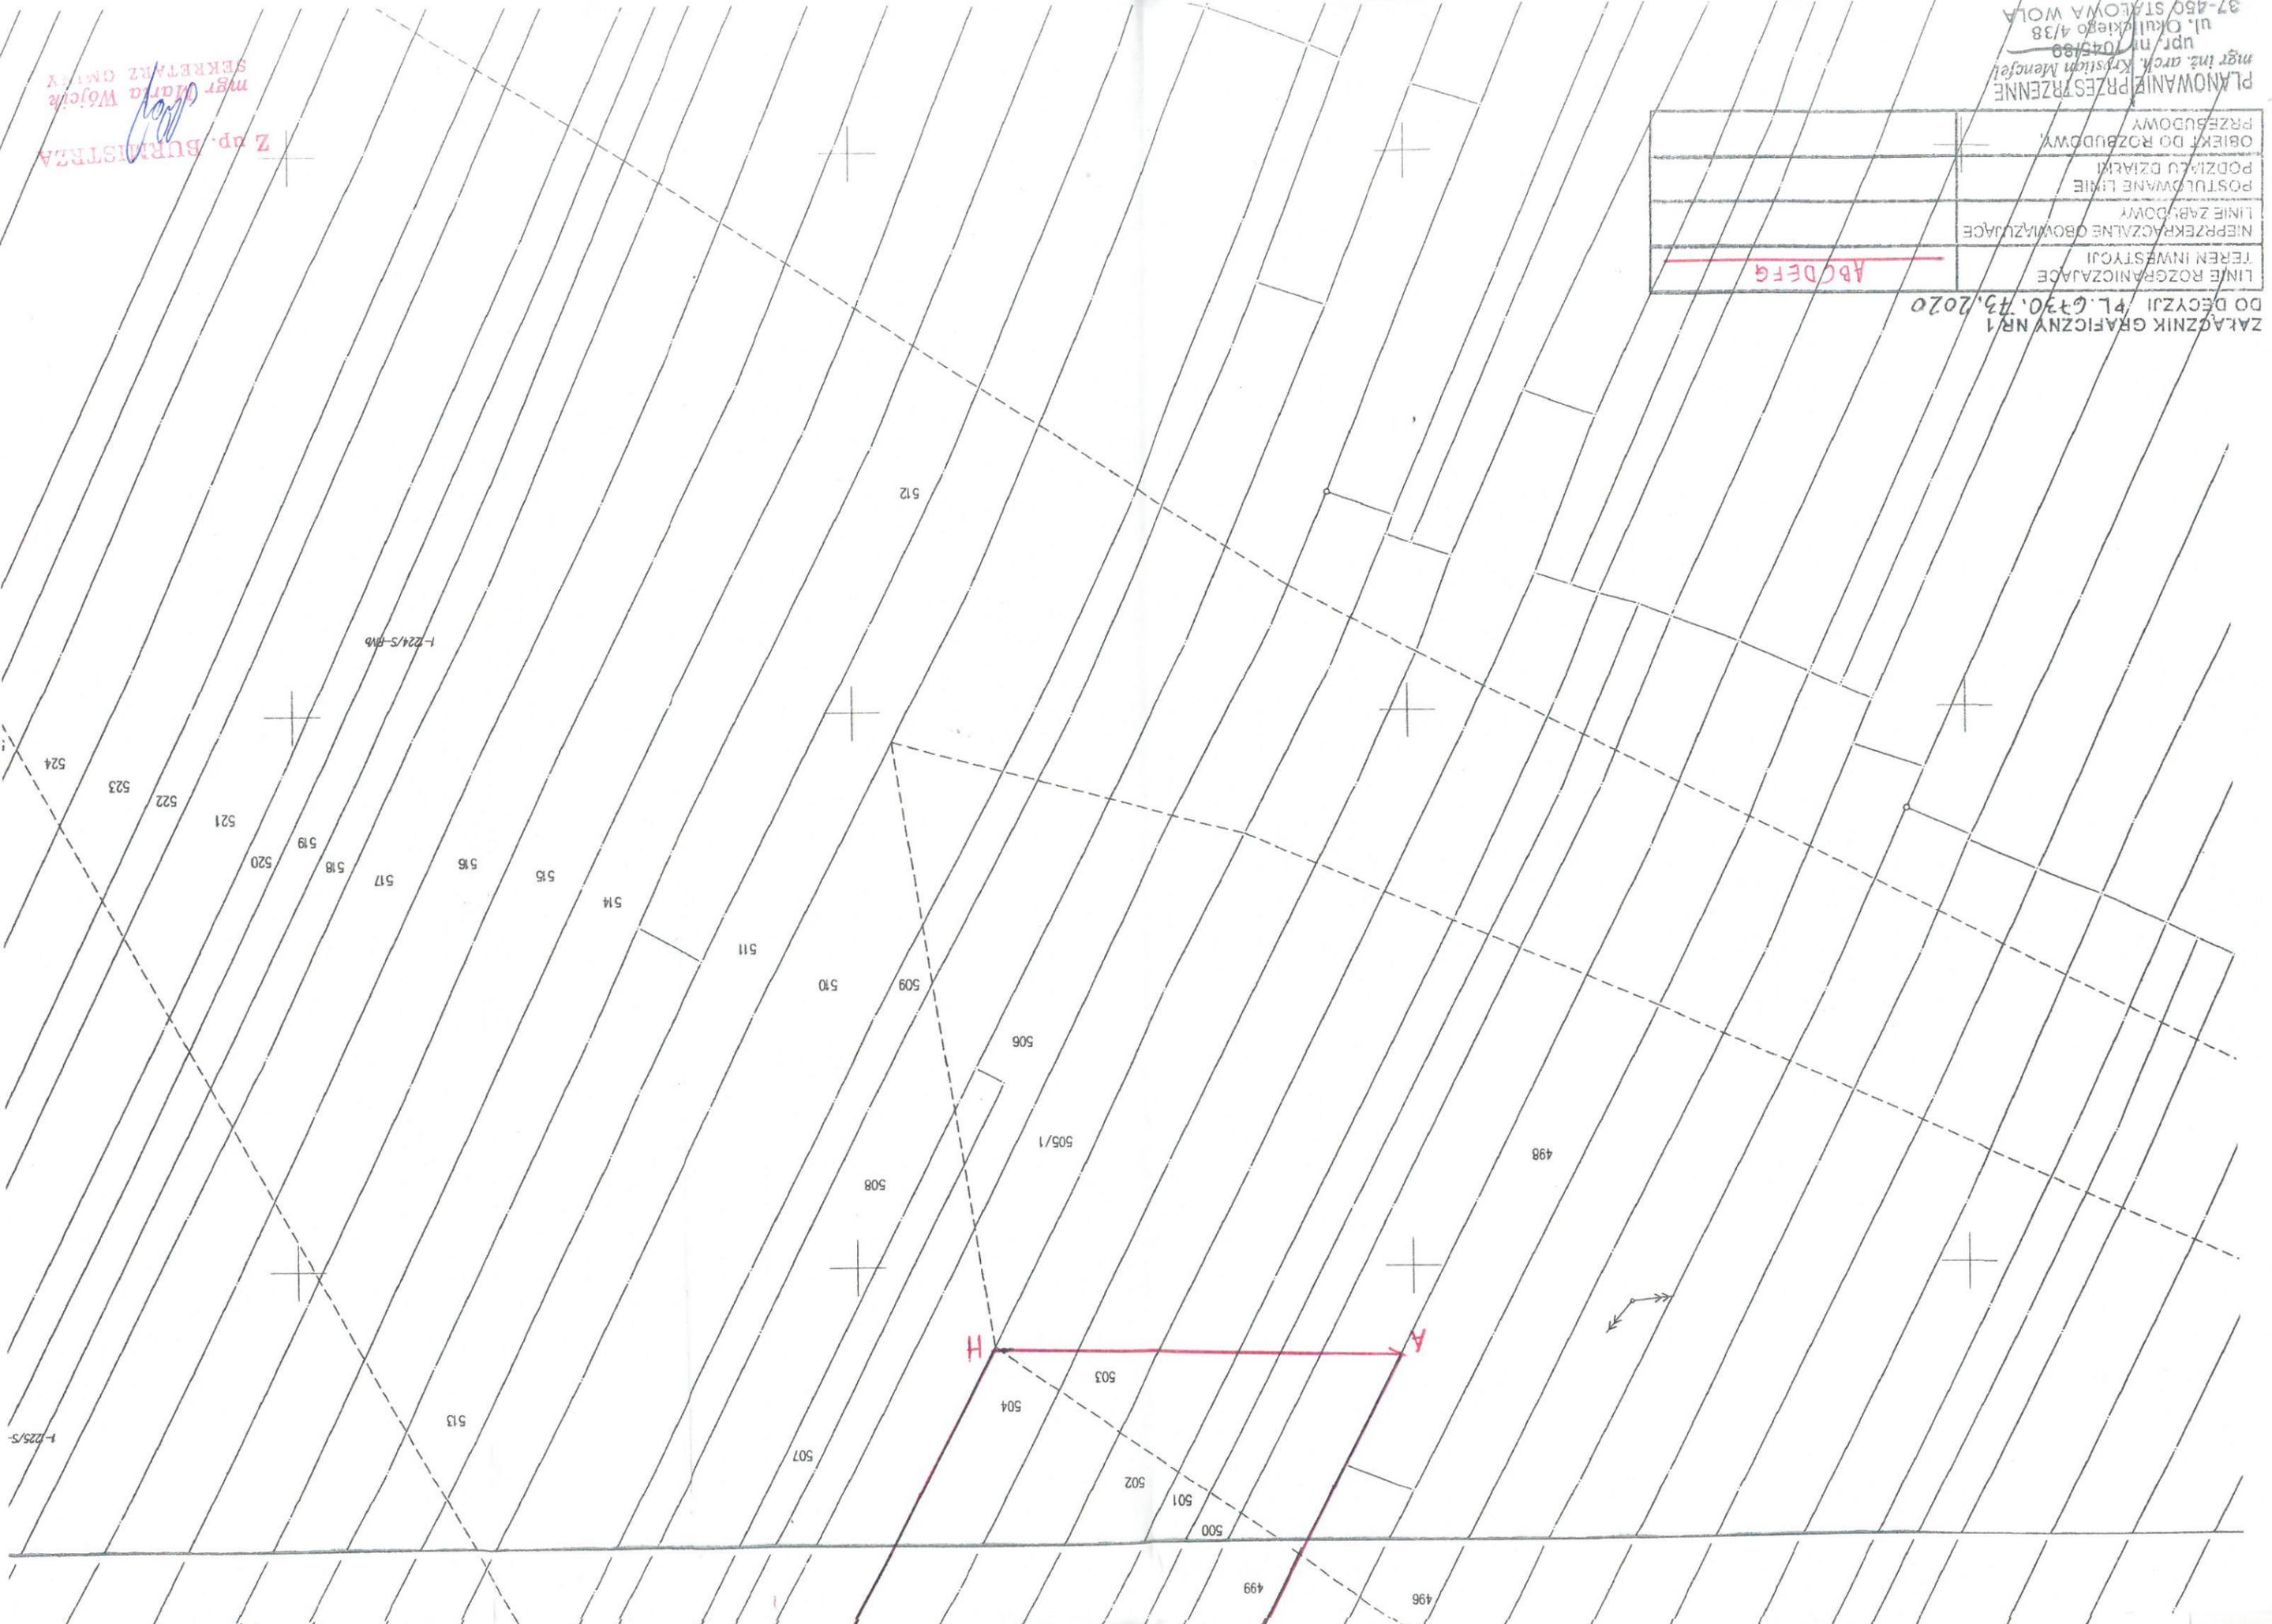 ZAŁĄCZNIK GRAFICZNY NR 1
DO DECYZJI PL.6730.73.2020
LINIE ROZGRANICZAJĄCE
TEREN INWESTYCJI
ABCDEFG
NIEPRZEKRACZALNE OBOWIĄZUJĄCE
LINIE ZABUDOWY
POSTULOWANE LINIE
PODZIAŁU DZIAŁKI
OBIEKT DO ROZBUDOWY,
PRZEBUDOWY
PLANOWANIE PRZESTRZENNE
mgr inż. arch. Krystian Mencfel
upr. nr 1045/89
ul. Okulickiego 4/38
37-450 STALOWA WOLA
496
499
500
501
502
507
513
1-225/S-
504
503
A
H
508
505/1
498
506
509
510
511
514
515
516
517
518
519
520
521
522
523
524
1-224/S-RVb
512
Z up. BURMISTRZA
mgr Maria Wójcik
SEKRETARZ GMINY